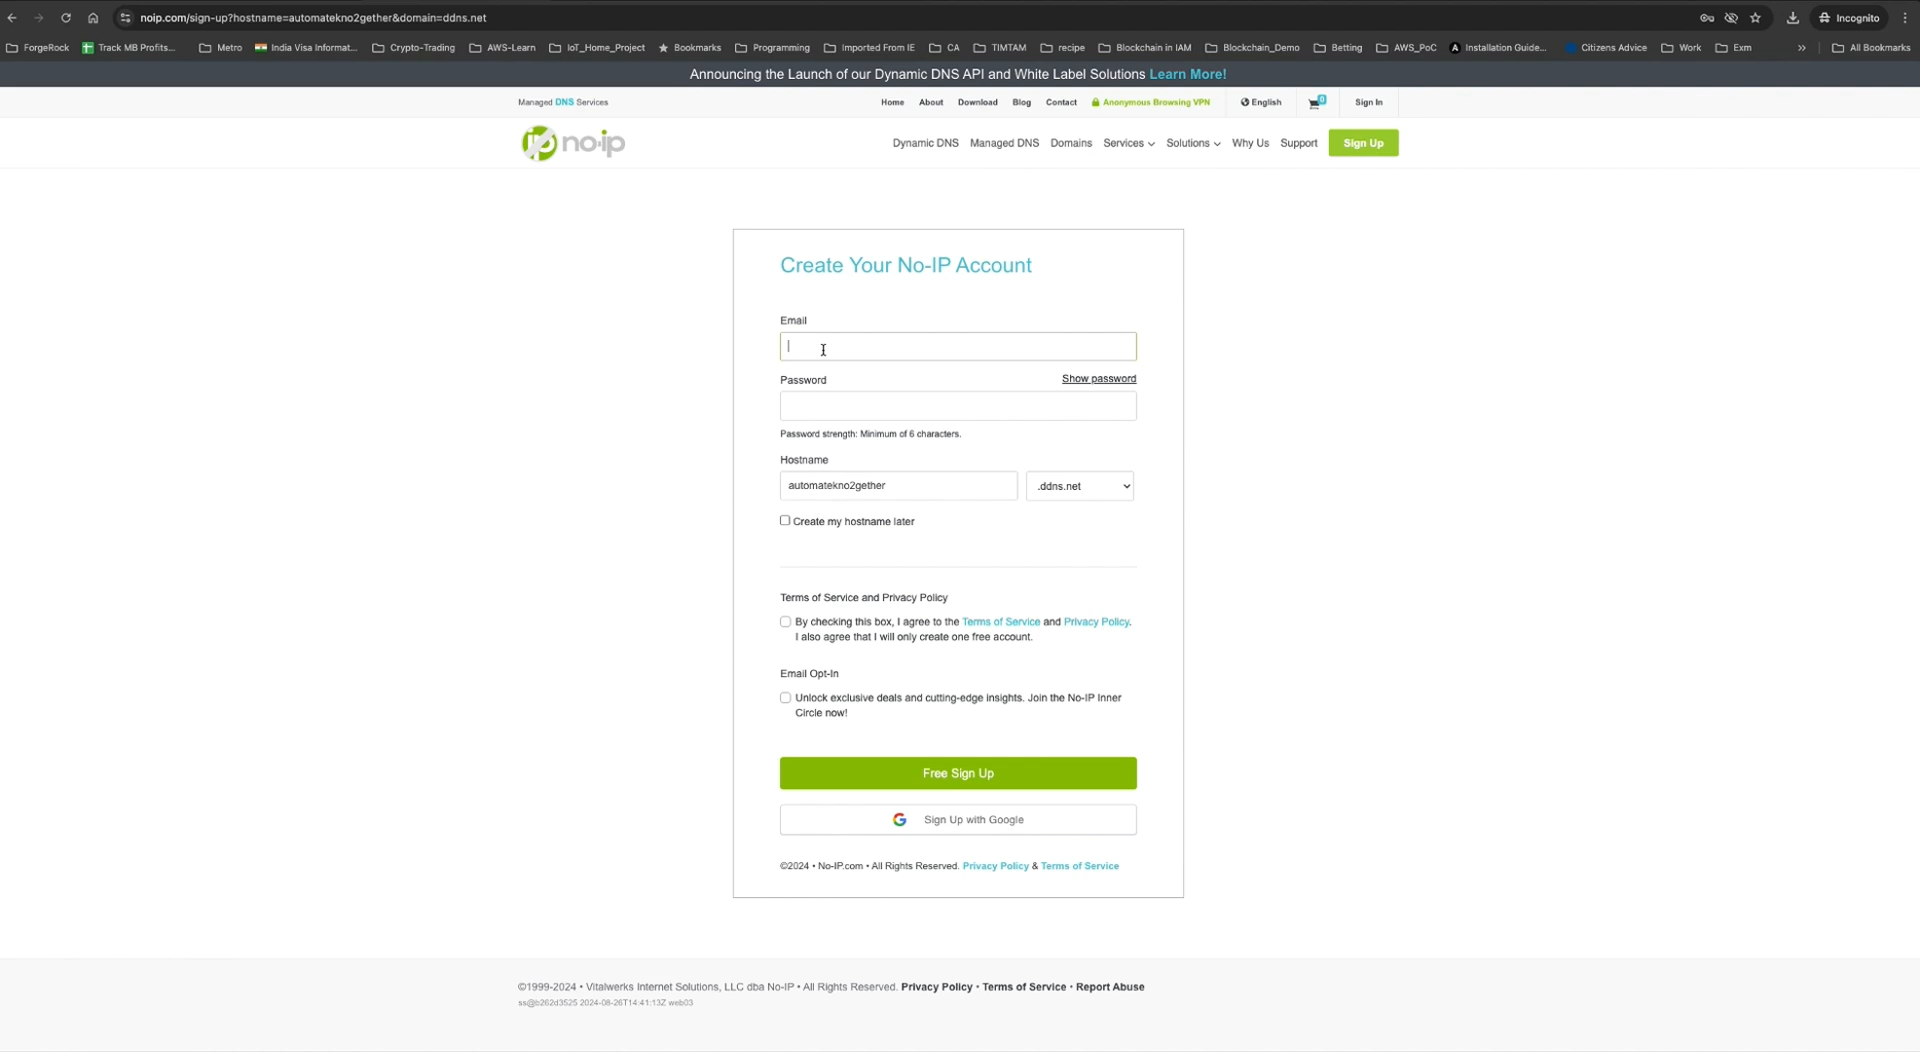 noip.com/sign-up?hostname=automatekno2gether&domain=ddns.net
Incognito
ForgeRock
Track MB Profits...
Metro
India Visa Informat...
Crypto-Trading
AWS-Learn
IoT_Home_Project
Bookmarks
Programming
Imported From IE
CA
TIMTAM
recipe
Blockchain in IAM
Blockchain_Demo
Betting
AWS_PoC
Installation Guide...
Citizens Advice
Work
Exm
»
All Bookmarks
Announcing the Launch of our Dynamic DNS API and White Label Solutions Learn More!
Managed DNS Services
Home
About
Download
Blog
Contact
Anonymous Browsing VPN
English
0
Sign In
no-ip
Dynamic DNS
Managed DNS
Domains
Services
Solutions
Why Us
Support
Sign Up
Create Your No-IP Account
Email
Password
Show password
Password strength: Minimum of 6 characters.
Hostname
automatekno2gether
.ddns.net
Create my hostname later
Terms of Service and Privacy Policy
By checking this box, I agree to the Terms of Service and Privacy Policy.
I also agree that I will only create one free account.
Email Opt-In
Unlock exclusive deals and cutting-edge insights. Join the No-IP Inner
Circle now!
Free Sign Up
Sign Up with Google
©2024 • No-IP.com • All Rights Reserved. Privacy Policy & Terms of Service
©1999-2024 • Vitalwerks Internet Solutions, LLC dba No-IP • All Rights Reserved. Privacy Policy • Terms of Service • Report Abuse
ss@b262d3525 2024-08-26T14:41:13Z web03